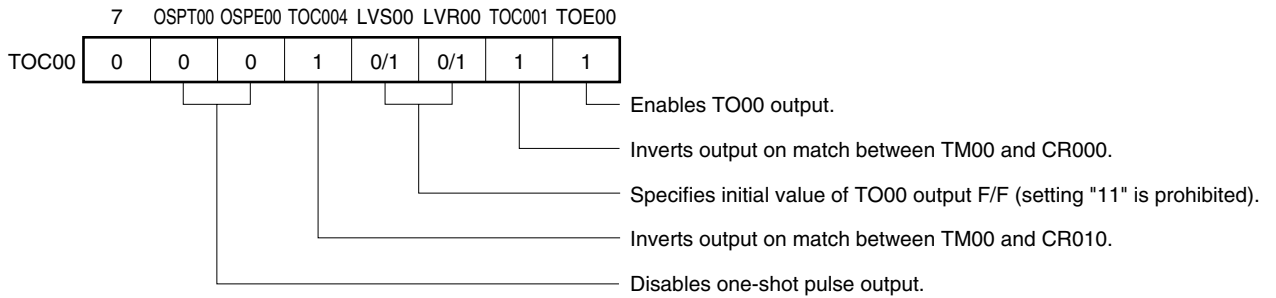 7 OSPT00 OSPE00 TOC004 LVS00 LVR00 TOC001 TOE00
TOC00 0 0 0 1 0/1 0/1 1 1
Enables TO00 output.
Inverts output on match between TM00 and CR000.
Specifies initial value of TO00 output F/F (setting "11" is prohibited).
Inverts output on match between TM00 and CR010.
Disables one-shot pulse output.